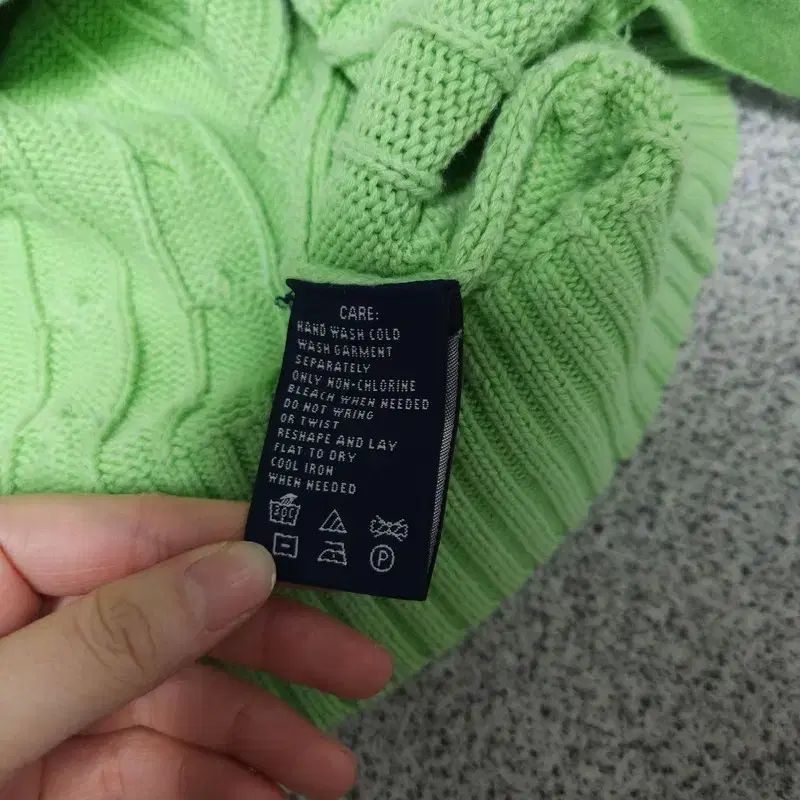 CARE:
HAND WASH COLD
WASH GARMENT
SEPARATELY
ONLY NON-CHLORINE
BLEACH WHEN NEEDED
DO NOT WRING
OR TWIST
RESHAPE AND LAY
FLAT TO DRY
COOL IRON
WHEN NEEDED
30C
P